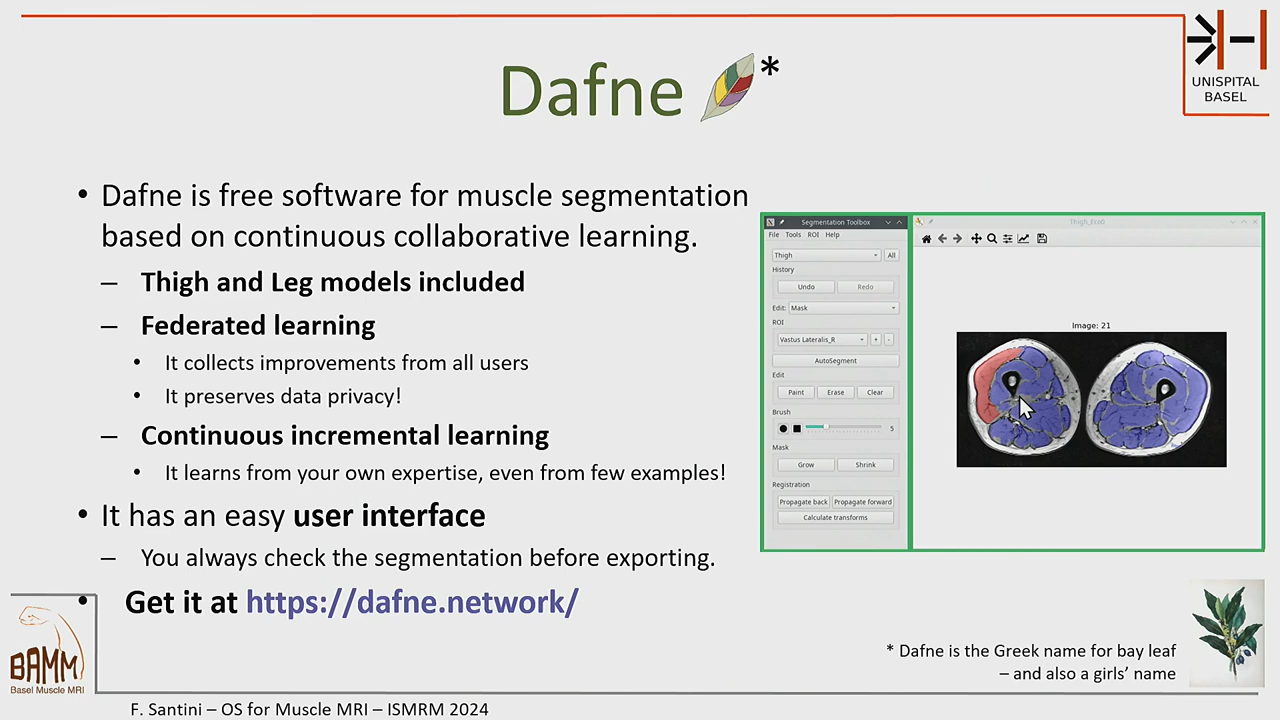 UNISPITAL
BASEL
Dafne *
• Dafne is free software for muscle segmentation
based on continuous collaborative learning.
– Thigh and Leg models included
– Federated learning
• It collects improvements from all users
• It preserves data privacy!
– Continuous incremental learning
• It learns from your own expertise, even from few examples!
• It has an easy user interface
– You always check the segmentation before exporting.
• Get it at https://dafne.network/
Segmentation Toolbox
File Tools ROI Help
Thigh All
History
Undo Redo
Edit: Mask
ROI
Vastus Lateralis_R + -
AutoSegment
Edit
Paint Erase Clear
Brush
5
Mask
Grow Shrink
Registration
Propagate back Propagate forward
Calculate transforms
Thigh_Eco0
Image: 21
* Dafne is the Greek name for bay leaf
– and also a girls’ name
BAMM
Basel Muscle MRI
F. Santini – OS for Muscle MRI – ISMRM 2024